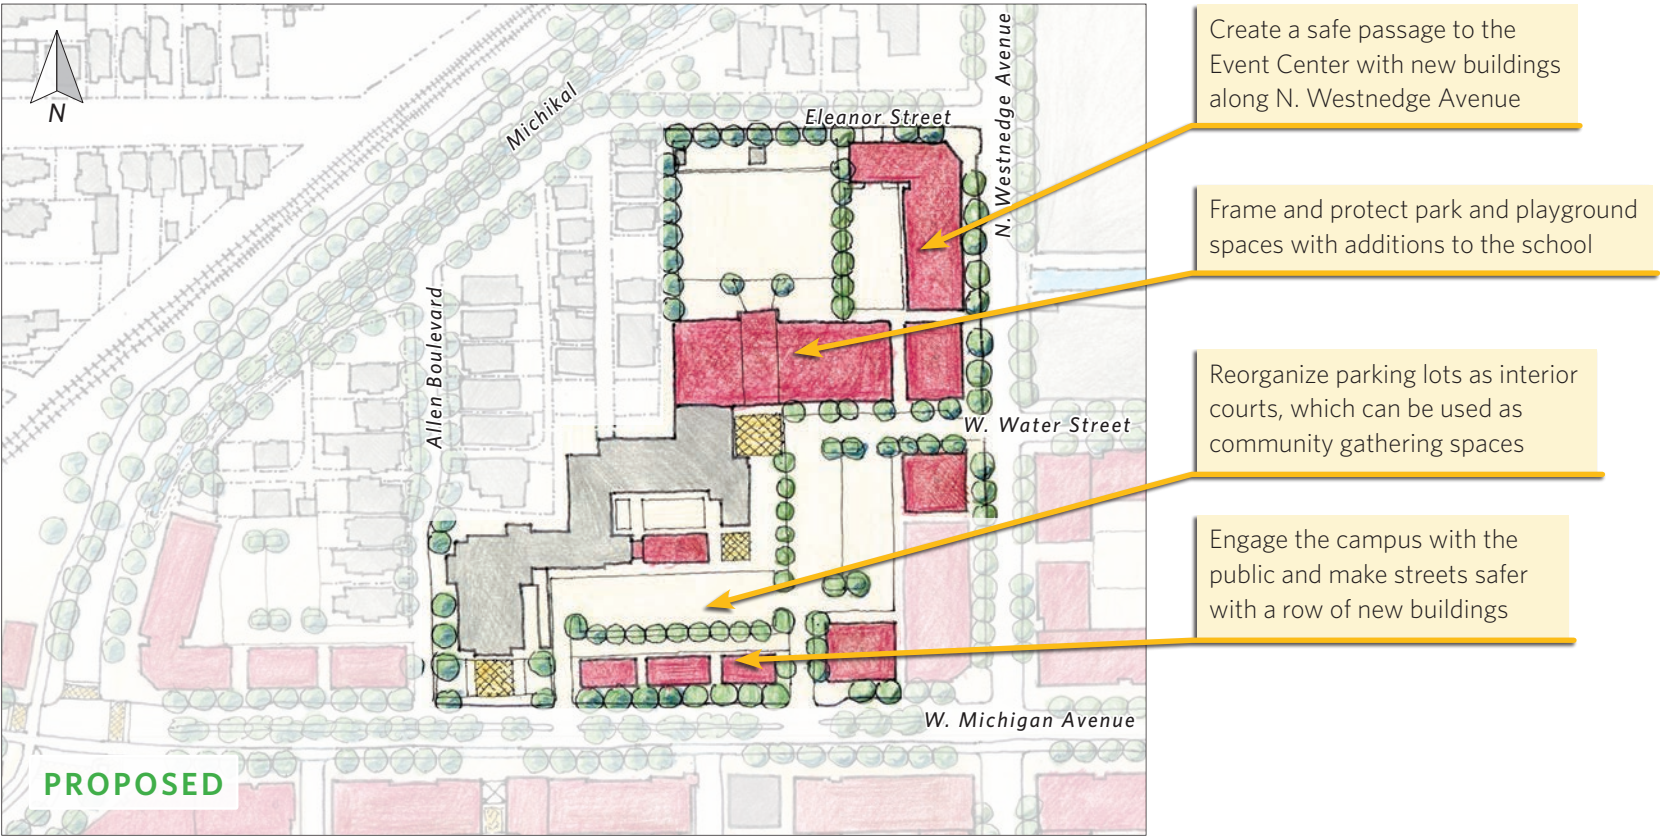 N
Michikal
Eleanor Street
N. Westnedge Avenue
Allen Boulevard
W. Water Street
W. Michigan Avenue
PROPOSED
Create a safe passage to the
Event Center with new buildings
along N. Westnedge Avenue
Frame and protect park and playground
spaces with additions to the school
Reorganize parking lots as interior
courts, which can be used as
community gathering spaces
Engage the campus with the
public and make streets safer
with a row of new buildings